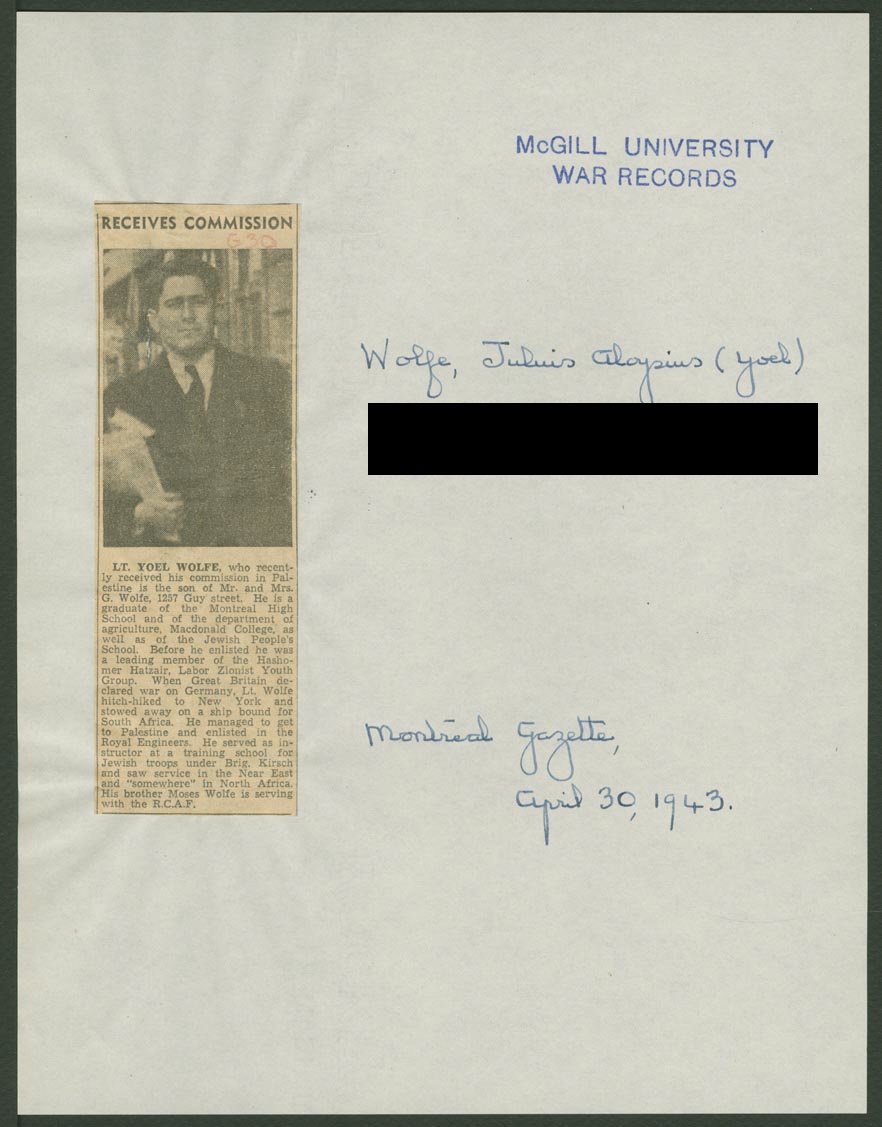 McGILL UNIVERSITY
WAR RECORDS
RECEIVES COMMISSION
G30
Wolfe, Julius Aloysius (Yoel)
LT. YOEL WOLFE, who recent-
ly received his commission in Pal-
estine is the son of Mr. and Mrs.
G. Wolfe, 1257 Guy street. He is a
graduate of the Montreal High
School and of the department of
agriculture, Macdonald College, as
well as of the Jewish People's
School. Before he enlisted he was
a leading member of the Hasho-
mer Hatzair, Labor Zionist Youth
Group. When Great Britain de-
clared war on Germany, Lt. Wolfe
hitch-hiked to New York and
stowed away on a ship bound for
South Africa. He managed to get
to Palestine and enlisted in the
Royal Engineers. He served as in-
structor at a training school for
Jewish troops under Brig. Kirsch
and saw service in the Near East
and "somewhere" in North Africa.
His brother Moses Wolfe is serving
with the R.C.A.F.
Montreal Gazette,
April 30, 1943.